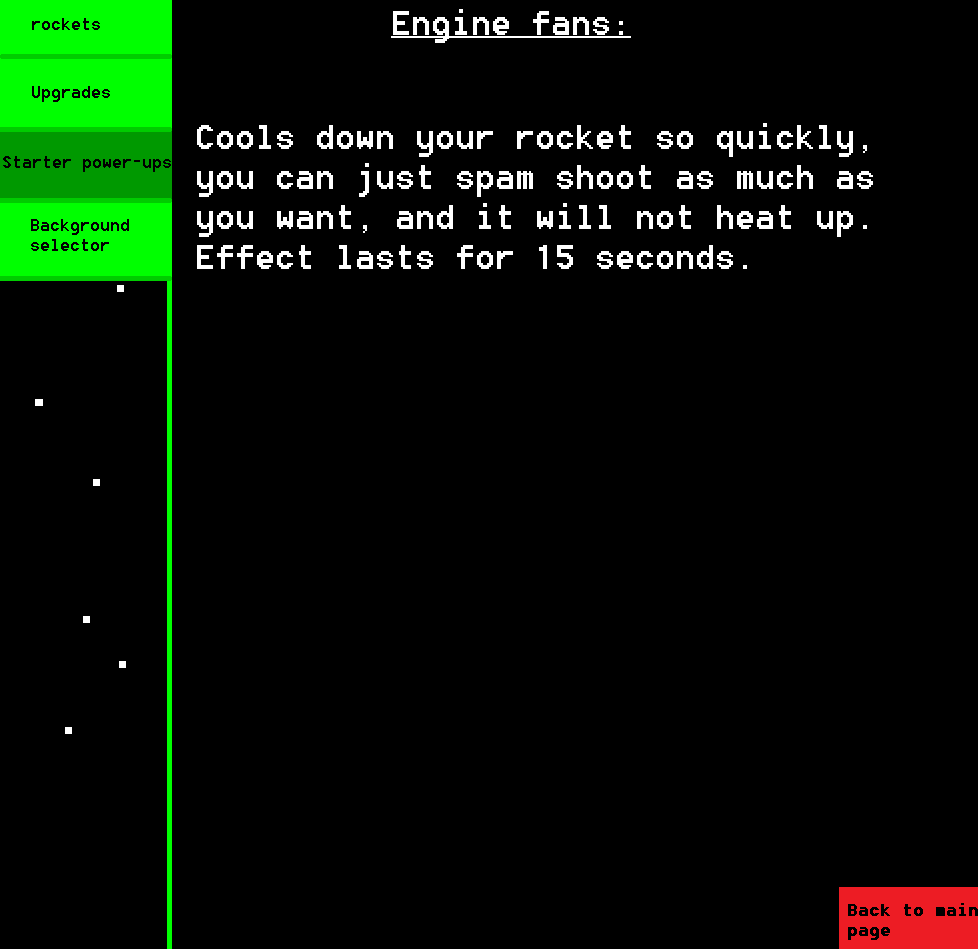 rockets
Upgrades
Starter power-ups
Background
selector
Engine fans:
Cools down your rocket so quickly,
you can just spam shoot as much as
you want, and it will not heat up.
Effect lasts for 15 seconds.
Back to main
page